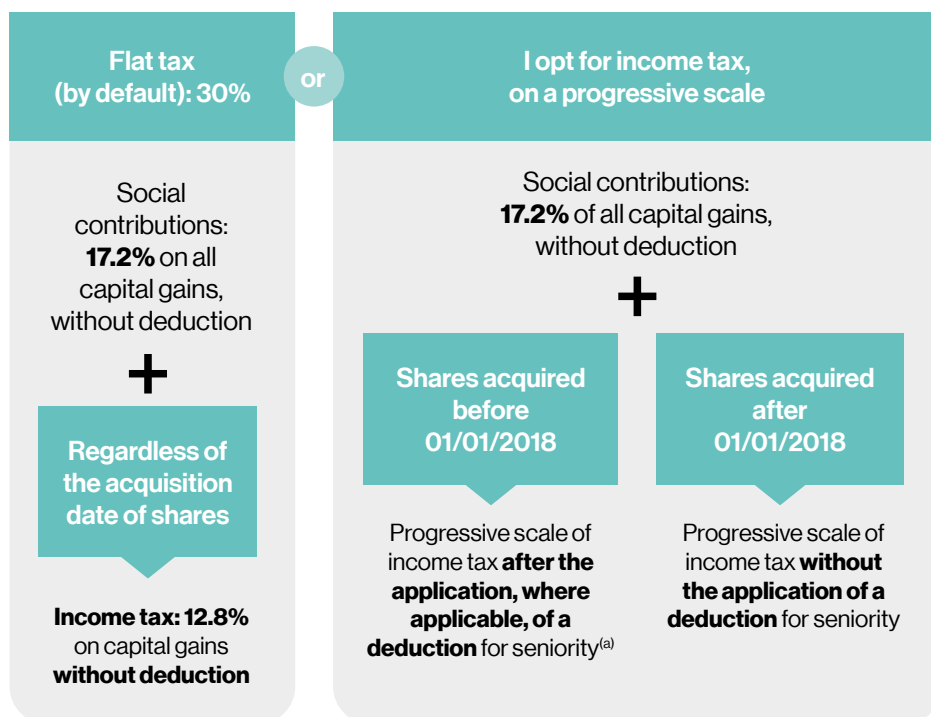 Flat tax
(by default): 30%
or
I opt for income tax,
on a progressive scale
Social
contributions:
17.2% on all
capital gains,
without deduction
+
Regardless of
the acquisition
date of shares
Income tax: 12.8%
on capital gains
without deduction
Social contributions:
17.2% of all capital gains,
without deduction
+
Shares acquired
before
01/01/2018
Progressive scale of
income tax after the
application, where
applicable, of a
deduction for seniority(a)
Shares acquired
after
01/01/2018
Progressive scale of
income tax without
the application of a
deduction for seniority